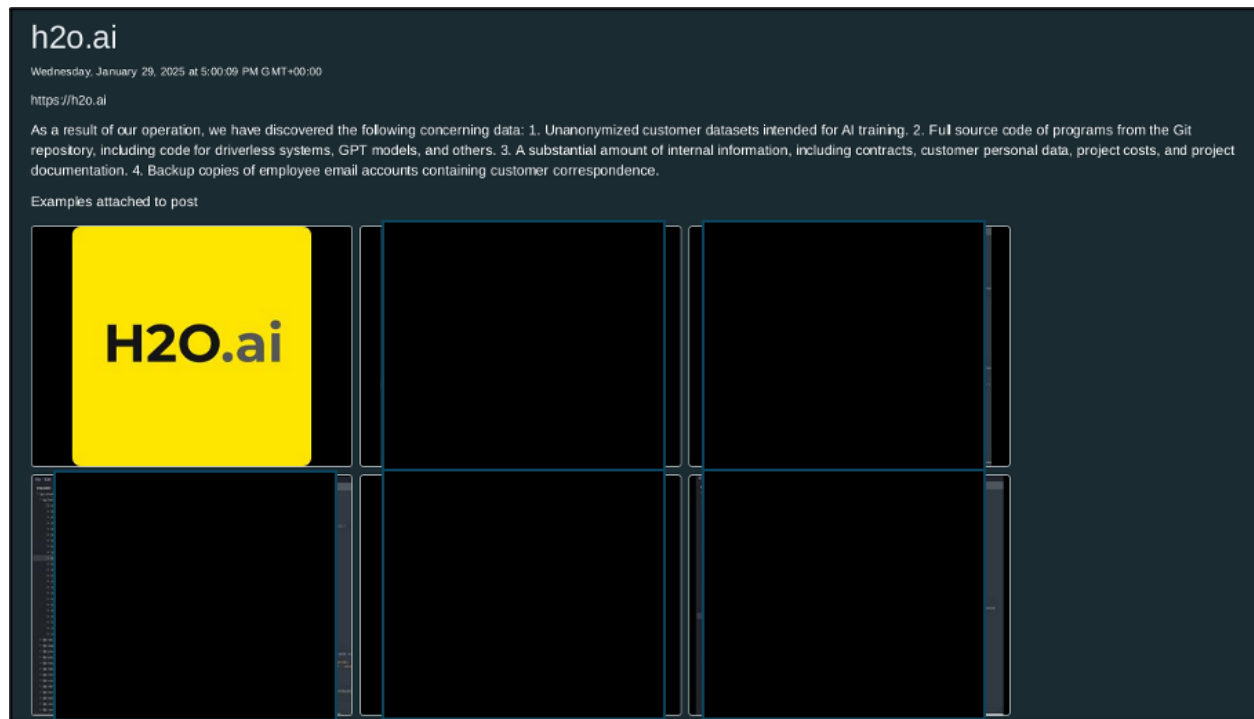 h2o.ai
Wednesday, January 29, 2025 at 5:00:09 PM GMT+00:00
https://h2o.ai
As a result of our operation, we have discovered the following concerning data: 1. Unanonymized customer datasets intended for AI training. 2. Full source code of programs from the Git
repository, including code for driverless systems, GPT models, and others. 3. A substantial amount of internal information, including contracts, customer personal data, project costs, and project
documentation. 4. Backup copies of employee email accounts containing customer correspondence.
Examples attached to post
H2O.ai